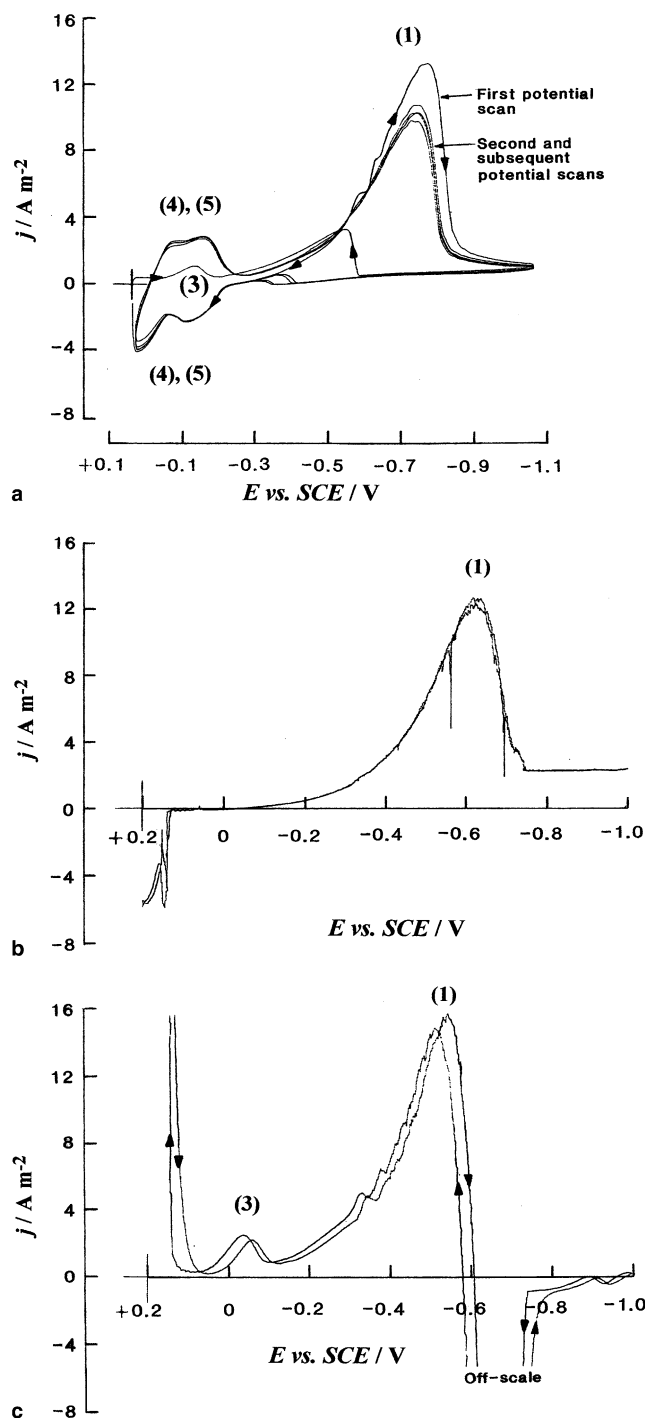 16
(1)
12
First potential
scan
8
Second and
subsequent
potential scans
j / A m⁻²
(4), (5)
4
(3)
0
(4), (5)
-4
-8
+0.1 -0.1 -0.3 -0.5 -0.7 -0.9 -1.1
a
E vs. SCE / V
16
(1)
12
8
j / A m⁻²
4
0
+0.2 0 -0.2 -0.4 -0.6 -0.8 -1.0
-4
E vs. SCE / V
-8
b
16
(1)
12
8
j / A m⁻²
4
(3)
0
+0.2 0 -0.2 -0.4 -0.6 -0.8 -1.0
-4
E vs. SCE / V
Off-scale
-8
c